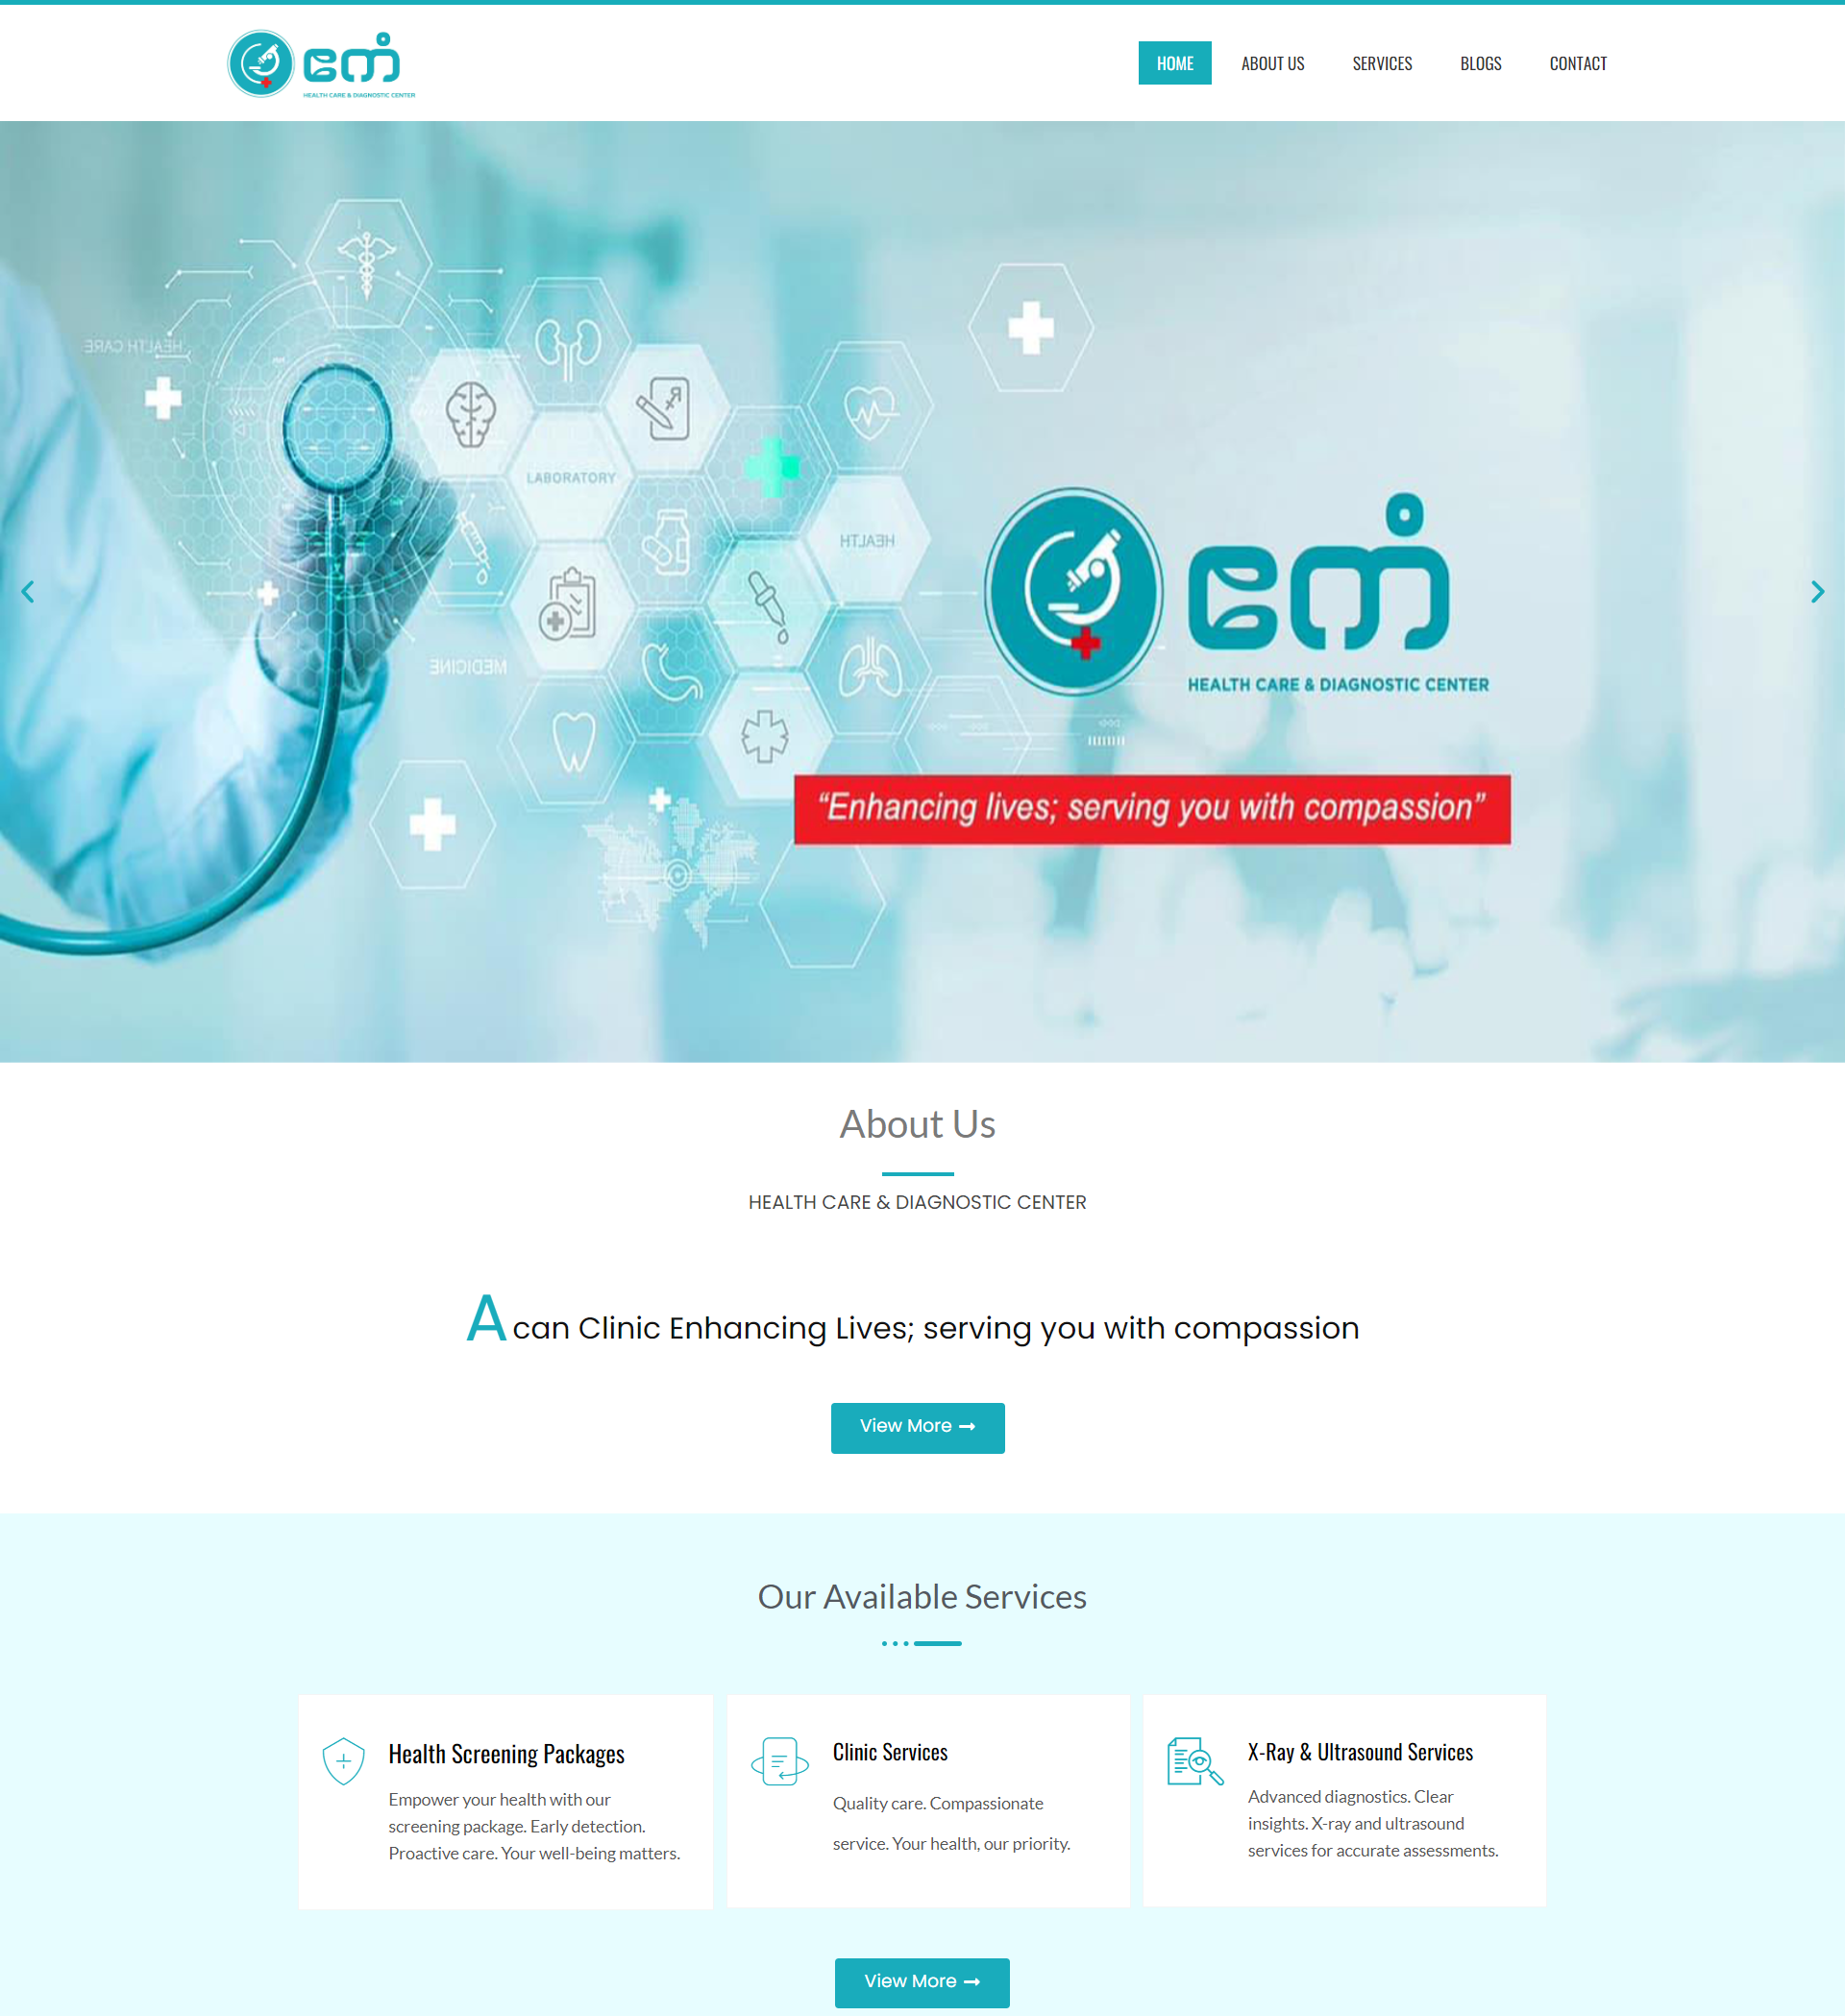 ဧကံ
HEALTH CARE & DIAGNOSTIC CENTER
HOME
ABOUT US
SERVICES
BLOGS
CONTACT
HEALTH CARE
LABORATORY
HEALTH
MEDICINE
ဧကံ
HEALTH CARE & DIAGNOSTIC CENTER
“Enhancing lives; serving you with compassion”
About Us
HEALTH CARE & DIAGNOSTIC CENTER
Acan Clinic Enhancing Lives; serving you with compassion
View More
Our Available Services
Health Screening Packages
Empower your health with our
screening package. Early detection.
Proactive care. Your well-being matters.
Clinic Services
Quality care. Compassionate
service. Your health, our priority.
X-Ray & Ultrasound Services
Advanced diagnostics. Clear
insights. X-ray and ultrasound
services for accurate assessments.
View More